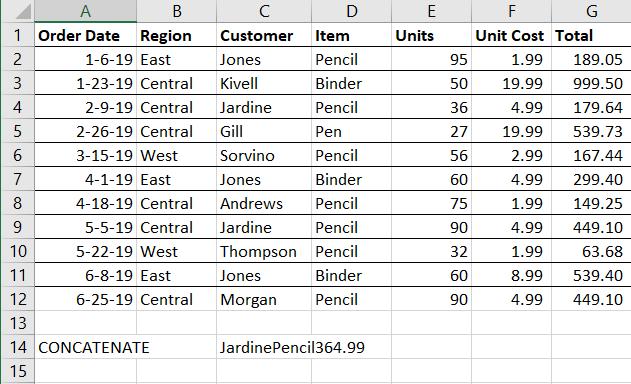 A B C D E F G
1 Order Date Region Customer Item Units Unit Cost Total
2 1-6-19 East Jones Pencil 95 1.99 189.05
3 1-23-19 Central Kivell Binder 50 19.99 999.50
4 2-9-19 Central Jardine Pencil 36 4.99 179.64
5 2-26-19 Central Gill Pen 27 19.99 539.73
6 3-15-19 West Sorvino Pencil 56 2.99 167.44
7 4-1-19 East Jones Binder 60 4.99 299.40
8 4-18-19 Central Andrews Pencil 75 1.99 149.25
9 5-5-19 Central Jardine Pencil 90 4.99 449.10
10 5-22-19 West Thompson Pencil 32 1.99 63.68
11 6-8-19 East Jones Binder 60 8.99 539.40
12 6-25-19 Central Morgan Pencil 90 4.99 449.10
13
14 CONCATENATE JardinePencil364.99
15